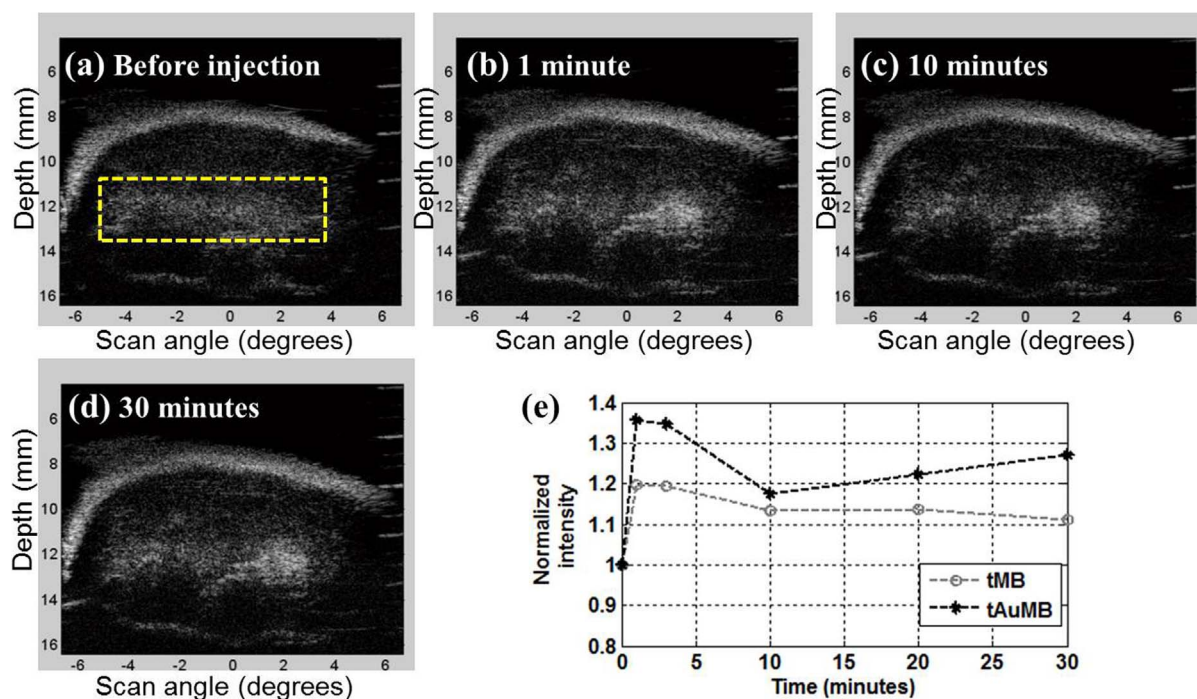 (a) Before injection
(b) 1 minute
(c) 10 minutes
Depth (mm)
6
8
10
12
14
16
-6 -4 -2 0 2 4 6
Scan angle (degrees)
Depth (mm)
6
8
10
12
14
16
-6 -4 -2 0 2 4 6
Scan angle (degrees)
Depth (mm)
6
8
10
12
14
16
-6 -4 -2 0 2 4 6
Scan angle (degrees)
(d) 30 minutes
Depth (mm)
6
8
10
12
14
16
-6 -4 -2 0 2 4 6
Scan angle (degrees)
(e)
Normalized
intensity
1.4
1.3
1.2
1.1
1
0.9
0.8
0 5 10 15 20 25 30
Time (minutes)
tMB
tAuMB